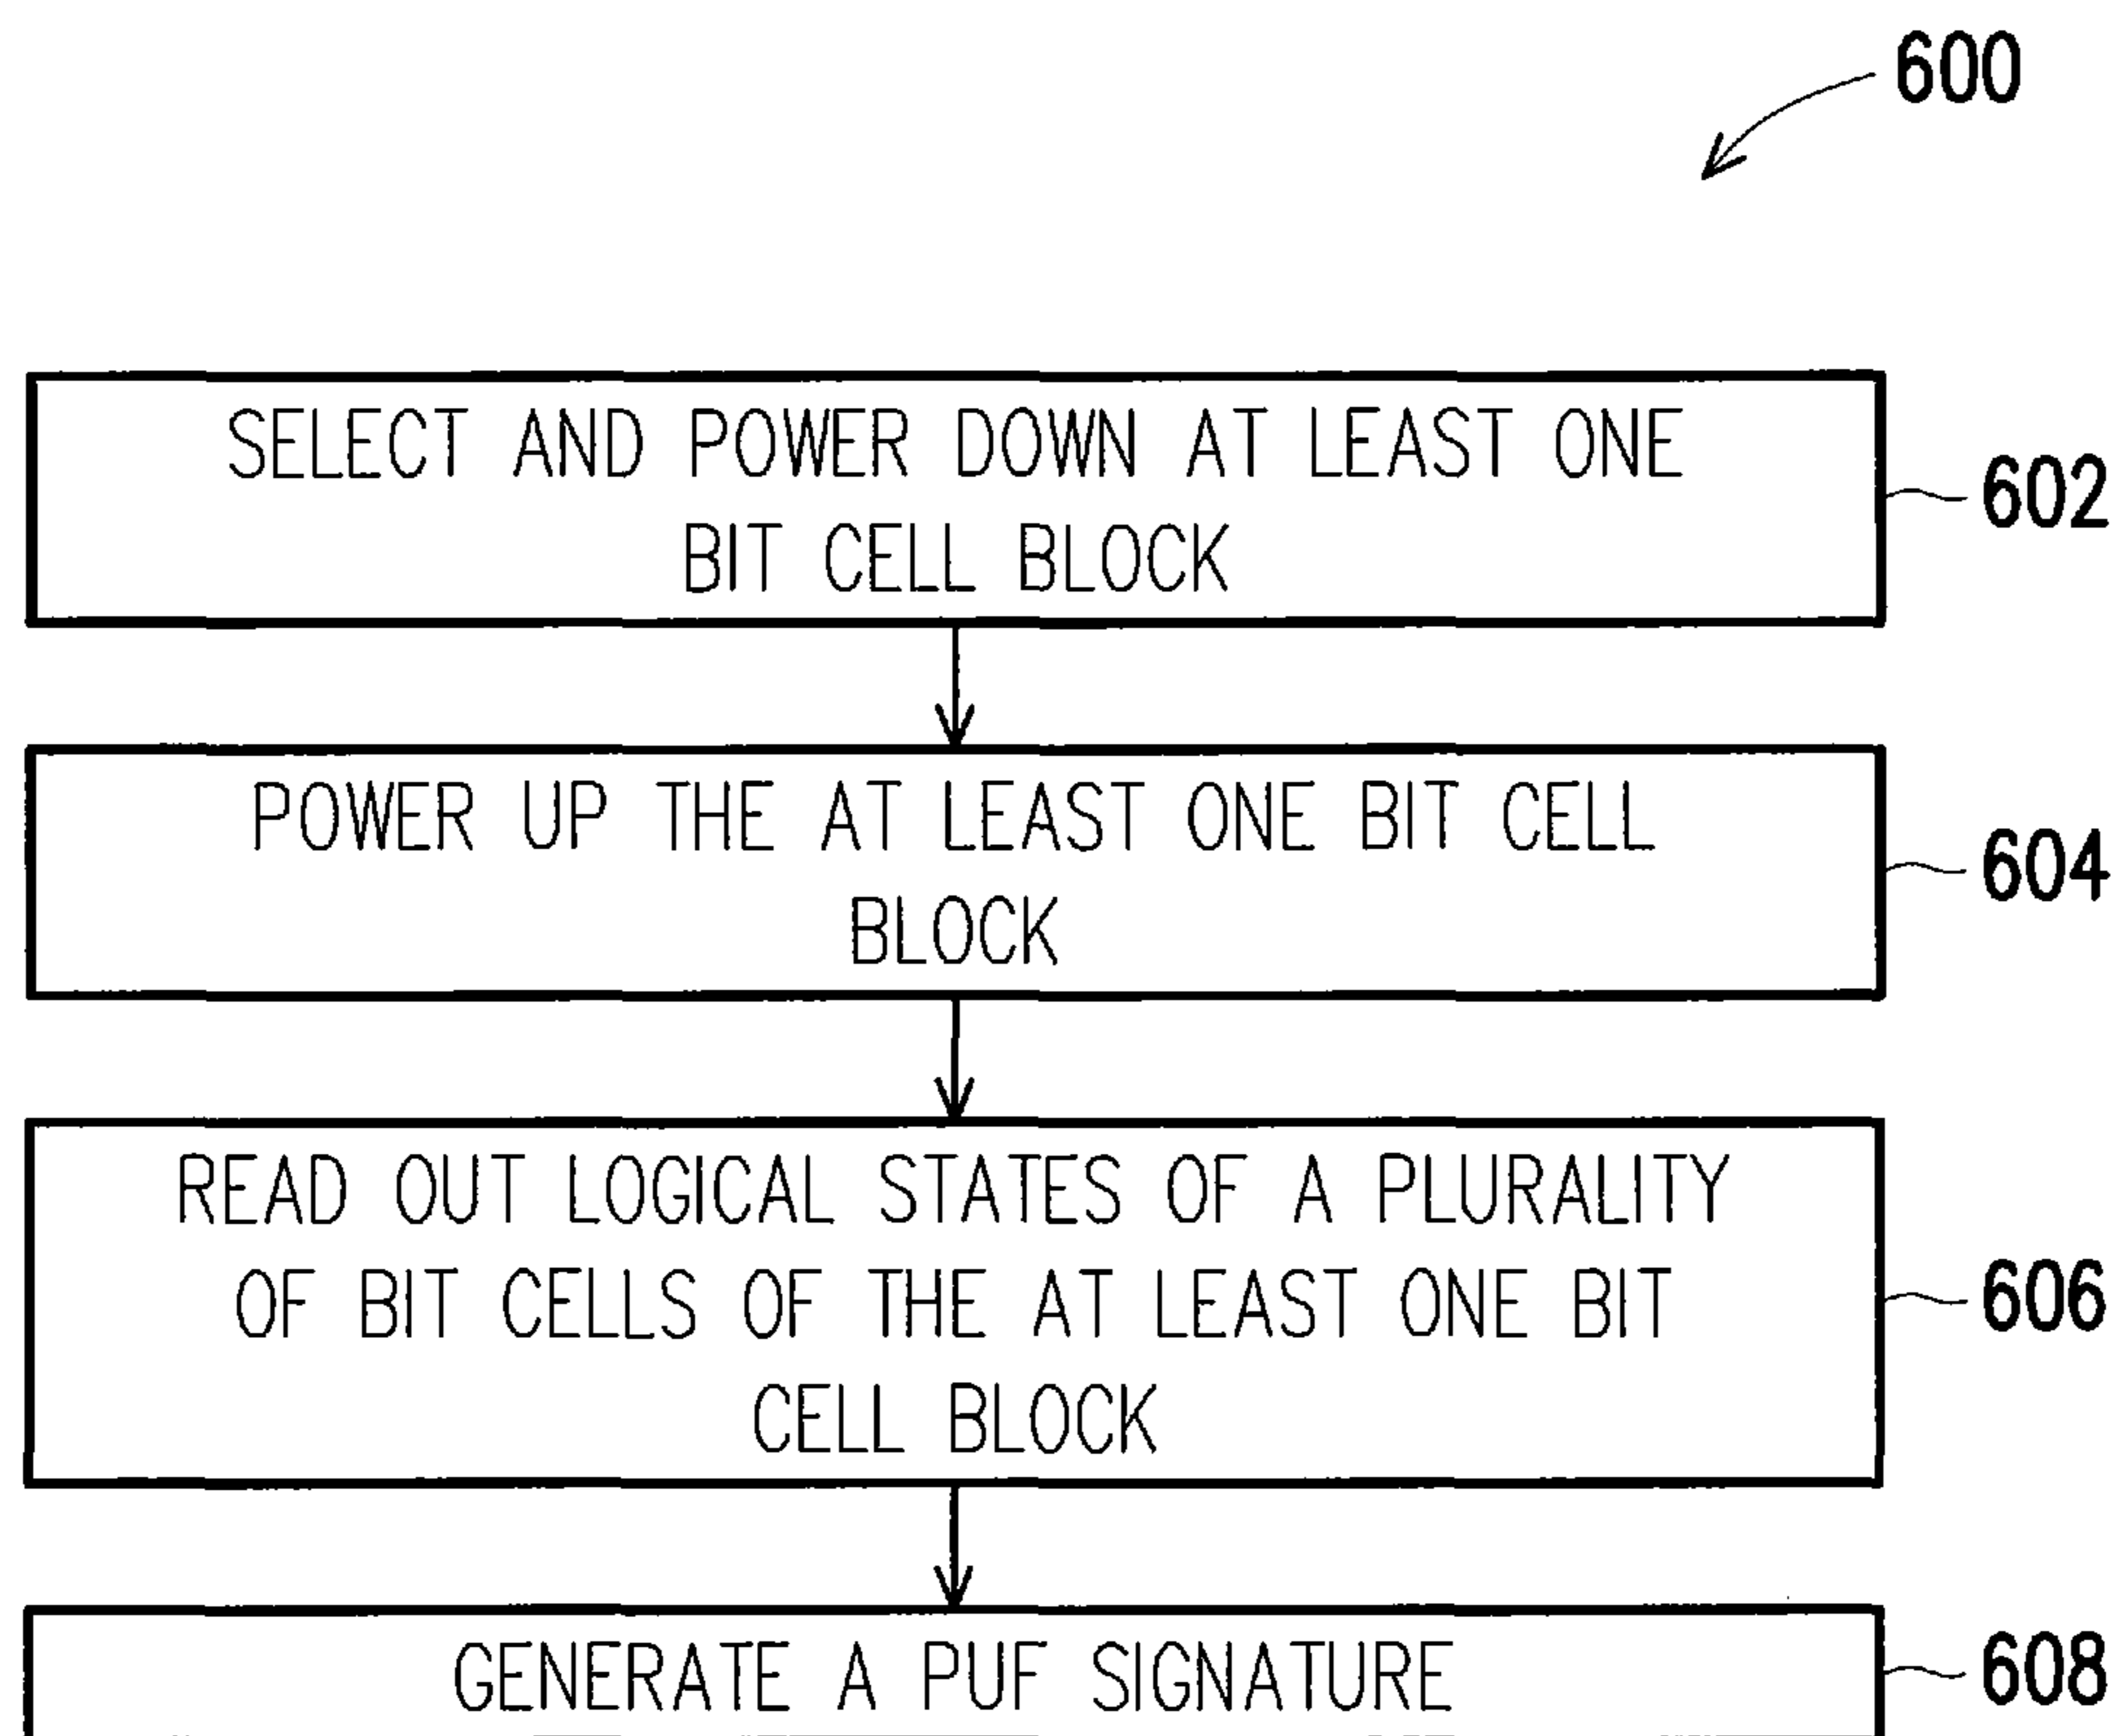 600
SELECT AND POWER DOWN AT LEAST ONE
BIT CELL BLOCK
602
POWER UP THE AT LEAST ONE BIT CELL
BLOCK
604
READ OUT LOGICAL STATES OF A PLURALITY
OF BIT CELLS OF THE AT LEAST ONE BIT
CELL BLOCK
606
GENERATE A PUF SIGNATURE
608